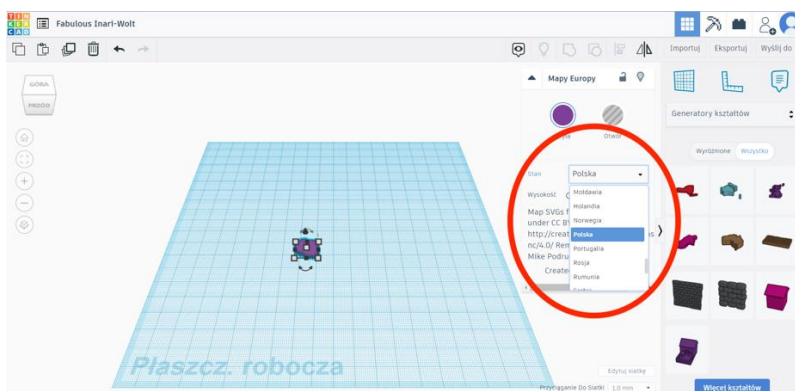 TIN
KER
CAD
Fabulous Inari-Wolt
Importuj Eksportuj Wyślij do
GÓRA
PRZÓD
Mapy Europy
Otwór
Stan Polska
Mołdawia
Holandia
Norwegia
Polska
Portugalia
Rosja
Rumunia
Wysokość
Map SVGs f
under CC B
http://creat
nc/4.0/ Rem
Mike Podru
Create
Generatory kształtów
Wyróżnione Wszystko
Płaszcz. robocza
Edytuj siatkę
Przyciąganie Do Siatki 1,0 mm
Więcej kształtów